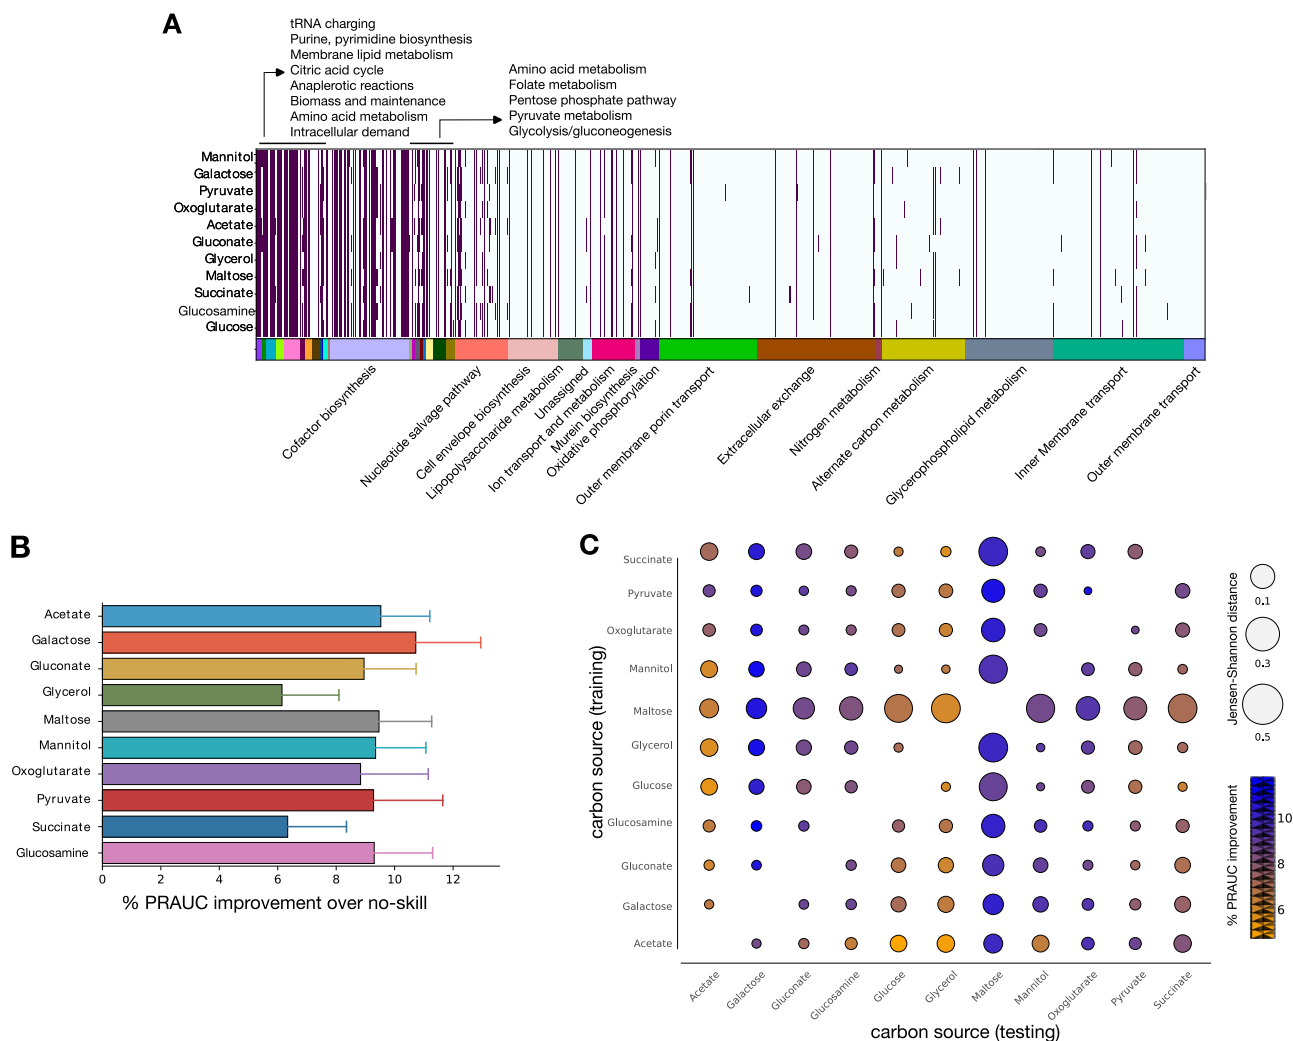 A
tRNA charging
Purine, pyrimidine biosynthesis
Membrane lipid metabolism
Citric acid cycle
Anaplerotic reactions
Biomass and maintenance
Amino acid metabolism
Intracellular demand
Amino acid metabolism
Folate metabolism
Pentose phosphate pathway
Pyruvate metabolism
Glycolysis/gluconeogenesis
Mannitol
Galactose
Pyruvate
Oxoglutarate
Acetate
Gluconate
Glycerol
Maltose
Succinate
Glucosamine
Glucose
Cofactor biosynthesis
Nucleotide salvage pathway
Cell envelope biosynthesis
Lipopolysaccharide metabolism
Unassigned
Ion transport and metabolism
Murein biosynthesis
Oxidative phosphorylation
Outer membrane porin transport
Extracellular exchange
Nitrogen metabolism
Alternate carbon metabolism
Glycerophospholipid metabolism
Inner Membrane transport
Outer membrane transport
B
Acetate
Galactose
Gluconate
Glycerol
Maltose
Mannitol
Oxoglutarate
Pyruvate
Succinate
Glucosamine
0 2 4 6 8 10 12
% PRAUC improvement over no-skill
C
carbon source (training)
Succinate
Pyruvate
Oxoglutarate
Mannitol
Maltose
Glycerol
Glucose
Glucosamine
Gluconate
Galactose
Acetate
Acetate
Galactose
Gluconate
Glucosamine
Glucose
Glycerol
Maltose
Mannitol
Oxoglutarate
Pyruvate
Succinate
carbon source (testing)
Jensen-Shannon distance
0.1
0.3
0.5
% PRAUC improvement
10
8
6